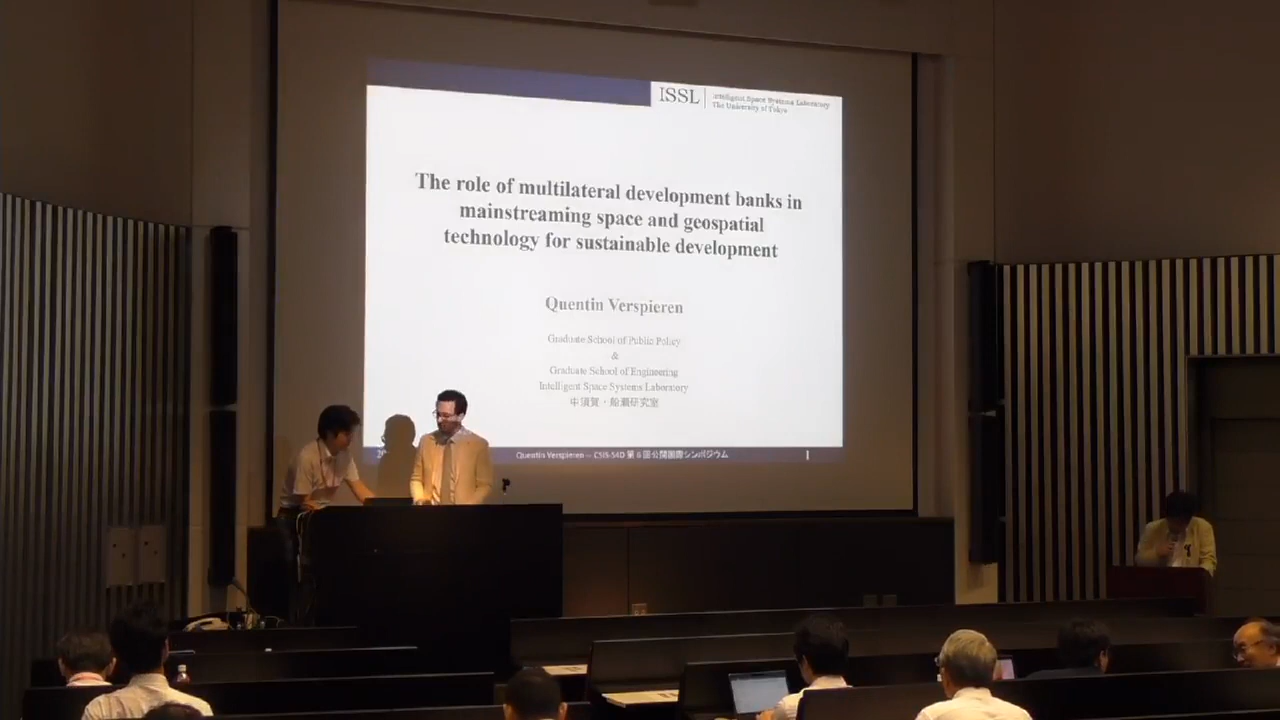 ISSL
Intelligent Space Systems Laboratory
The University of Tokyo
The role of multilateral development banks in
mainstreaming space and geospatial
technology for sustainable development
Quentin Verspieren
Graduate School of Public Policy
&
Graduate School of Engineering
Intelligent Space Systems Laboratory
中須賀・船瀬研究室
Quentin Verspieren – CSIS-S4D 第 8 回公開国際シンポジウム
1